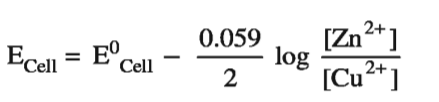 E_Cell = E^0_Cell − 0.059/2 log [Zn^2+]/[Cu^2+]